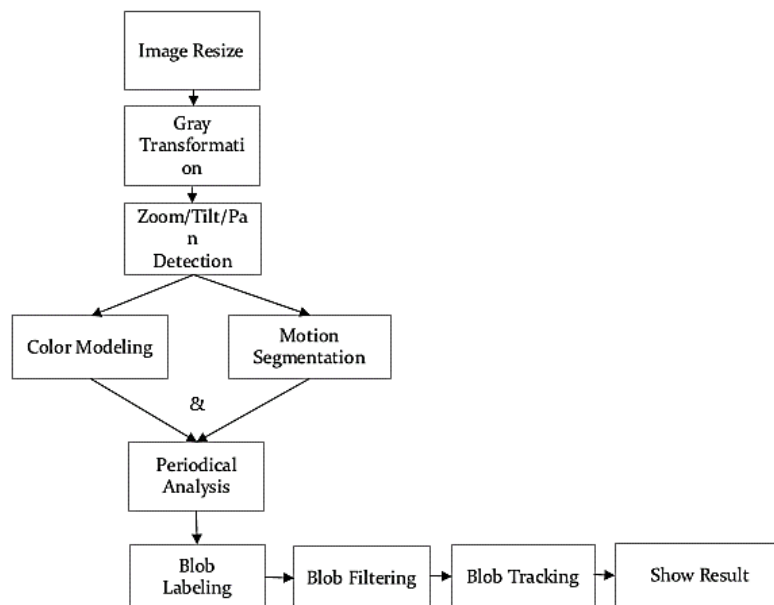 Image Resize
Gray
Transformati
on
Zoom/Tilt/Pa
n
Detection
Color Modeling
Motion
Segmentation
&
Periodical
Analysis
Blob
Labeling
Blob Filtering
Blob Tracking
Show Result